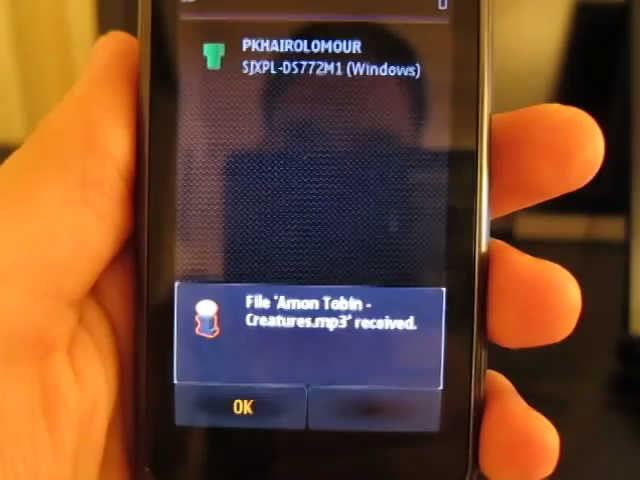 PKHAIROLOMOUR
SJXPL-DS772M1 (Windows)
File 'Amon Tobin -
Creatures.mp3' received.
OK